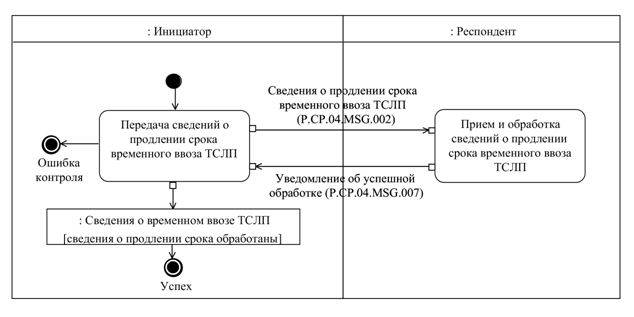 : Инициатор
: Респондент
Сведения о продлении срока
временного ввоза ТСЛП
(P.CP.04.MSG.002)
Передача сведений о
продлении срока
временного ввоза ТСЛП
Прием и обработка
сведений о продлении
срока временного ввоза
ТСЛП
Ошибка
контроля
Уведомление об успешной
обработке (P.CP.04.MSG.007)
: Сведения о временном ввозе ТСЛП
[сведения о продлении срока обработаны]
Успех